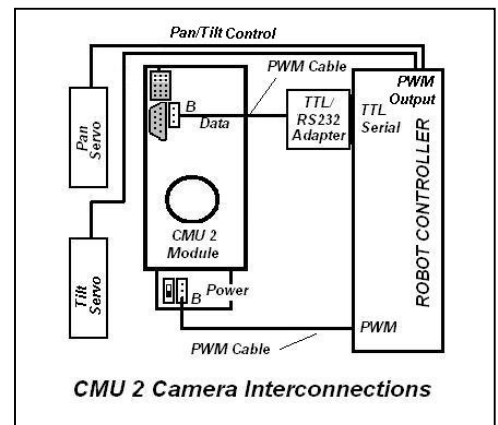 Pan/Tilt Control
PWM Cable
PWM
Output
B
Data
TTL/
RS232
Adapter
TTL
Serial
ROBOT CONTROLLER
Pan
Servo
CMU 2
Module
Tilt
Servo
B
Power
PWM
PWM Cable
CMU 2 Camera Interconnections